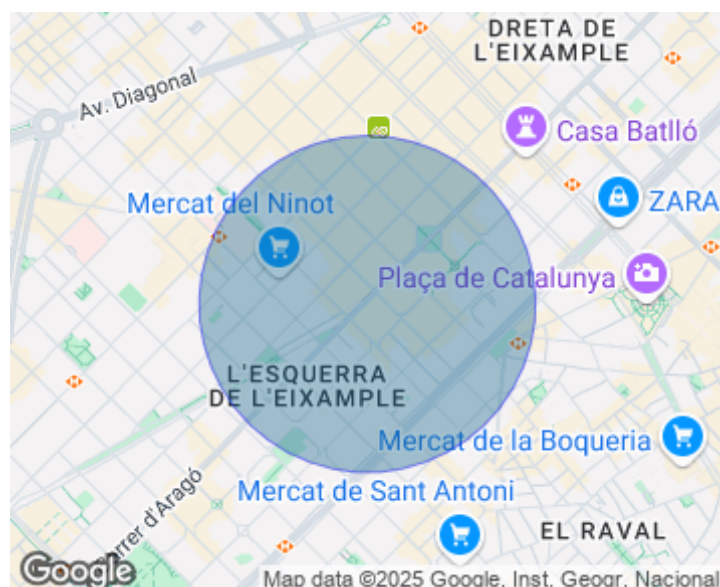 DRETA DE
L'EIXAMPLE
Av. Diagonal
Casa Batlló
Mercat del Ninot
ZARA
Plaça de Catalunya
L'ESQUERRA
DE L'EIXAMPLE
Mercat de la Boqueria
Mercat de Sant Antoni
d'Aragó
EL RAVAL
Google
Map data ©2025 Google, Inst. Geogr. Nacional